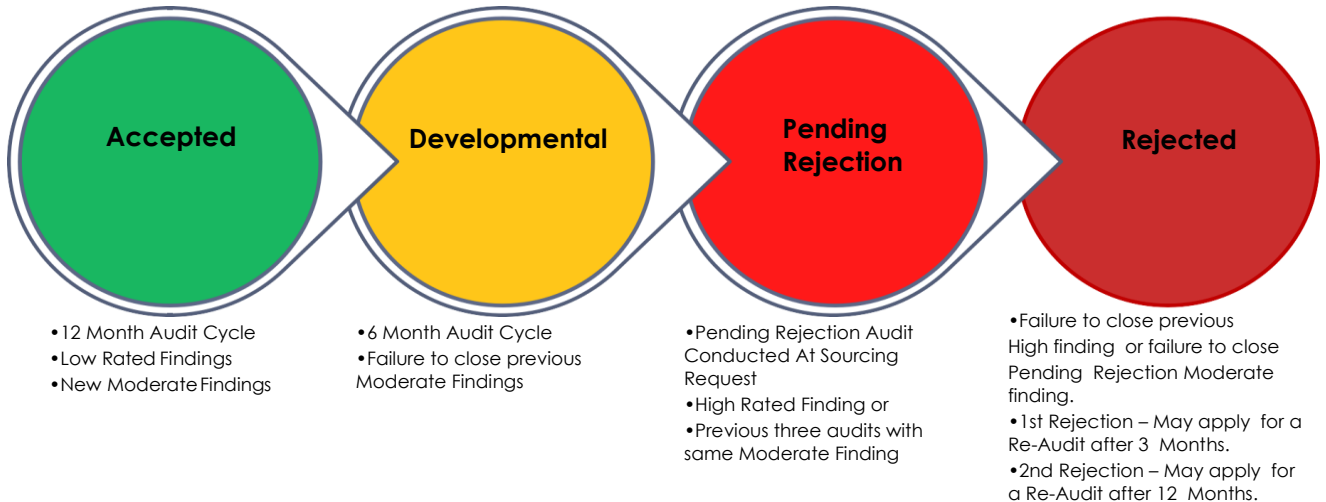 Accepted
•12 Month Audit Cycle
•Low Rated Findings
•New Moderate Findings
Developmental
•6 Month Audit Cycle
•Failure to close previous
Moderate Findings
Pending
Rejection
•Pending Rejection Audit
Conducted At Sourcing
Request
•High Rated Finding or
•Previous three audits with
same Moderate Finding
Rejected
•Failure to close previous
High finding or failure to close
Pending Rejection Moderate
finding.
•1st Rejection – May apply for a
Re-Audit after 3 Months.
•2nd Rejection – May apply for
a Re-Audit after 12 Months.